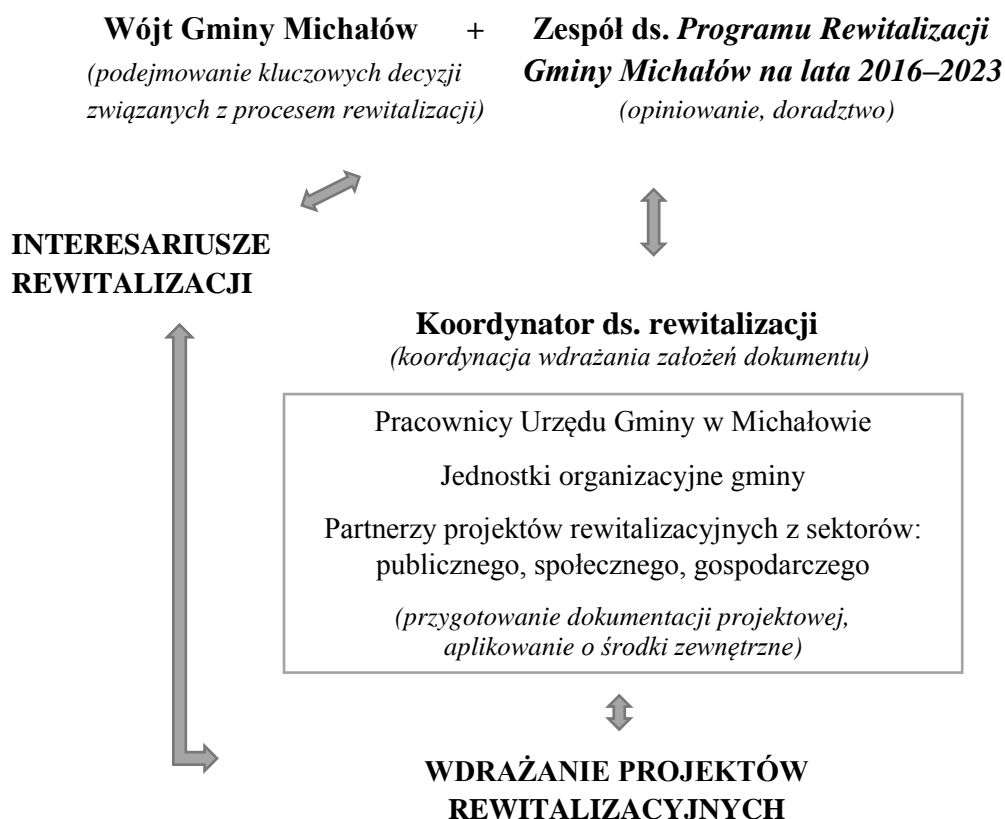 Wójt Gminy Michałów + Zespół ds. Programu Rewitalizacji
Gminy Michałów na lata 2016–2023
(podejmowanie kluczowych decyzji
związanych z procesem rewitalizacji)
(opiniowanie, doradztwo)
INTERESARIUSZE
REWITALIZACJI
Koordynator ds. rewitalizacji
(koordynacja wdrażania założeń dokumentu)
Pracownicy Urzędu Gminy w Michałowie
Jednostki organizacyjne gminy
Partnerzy projektów rewitalizacyjnych z sektorów:
publicznego, społecznego, gospodarczego
(przygotowanie dokumentacji projektowej,
aplikowanie o środki zewnętrzne)
WDRAŻANIE PROJEKTÓW
REWITALIZACYJNYCH